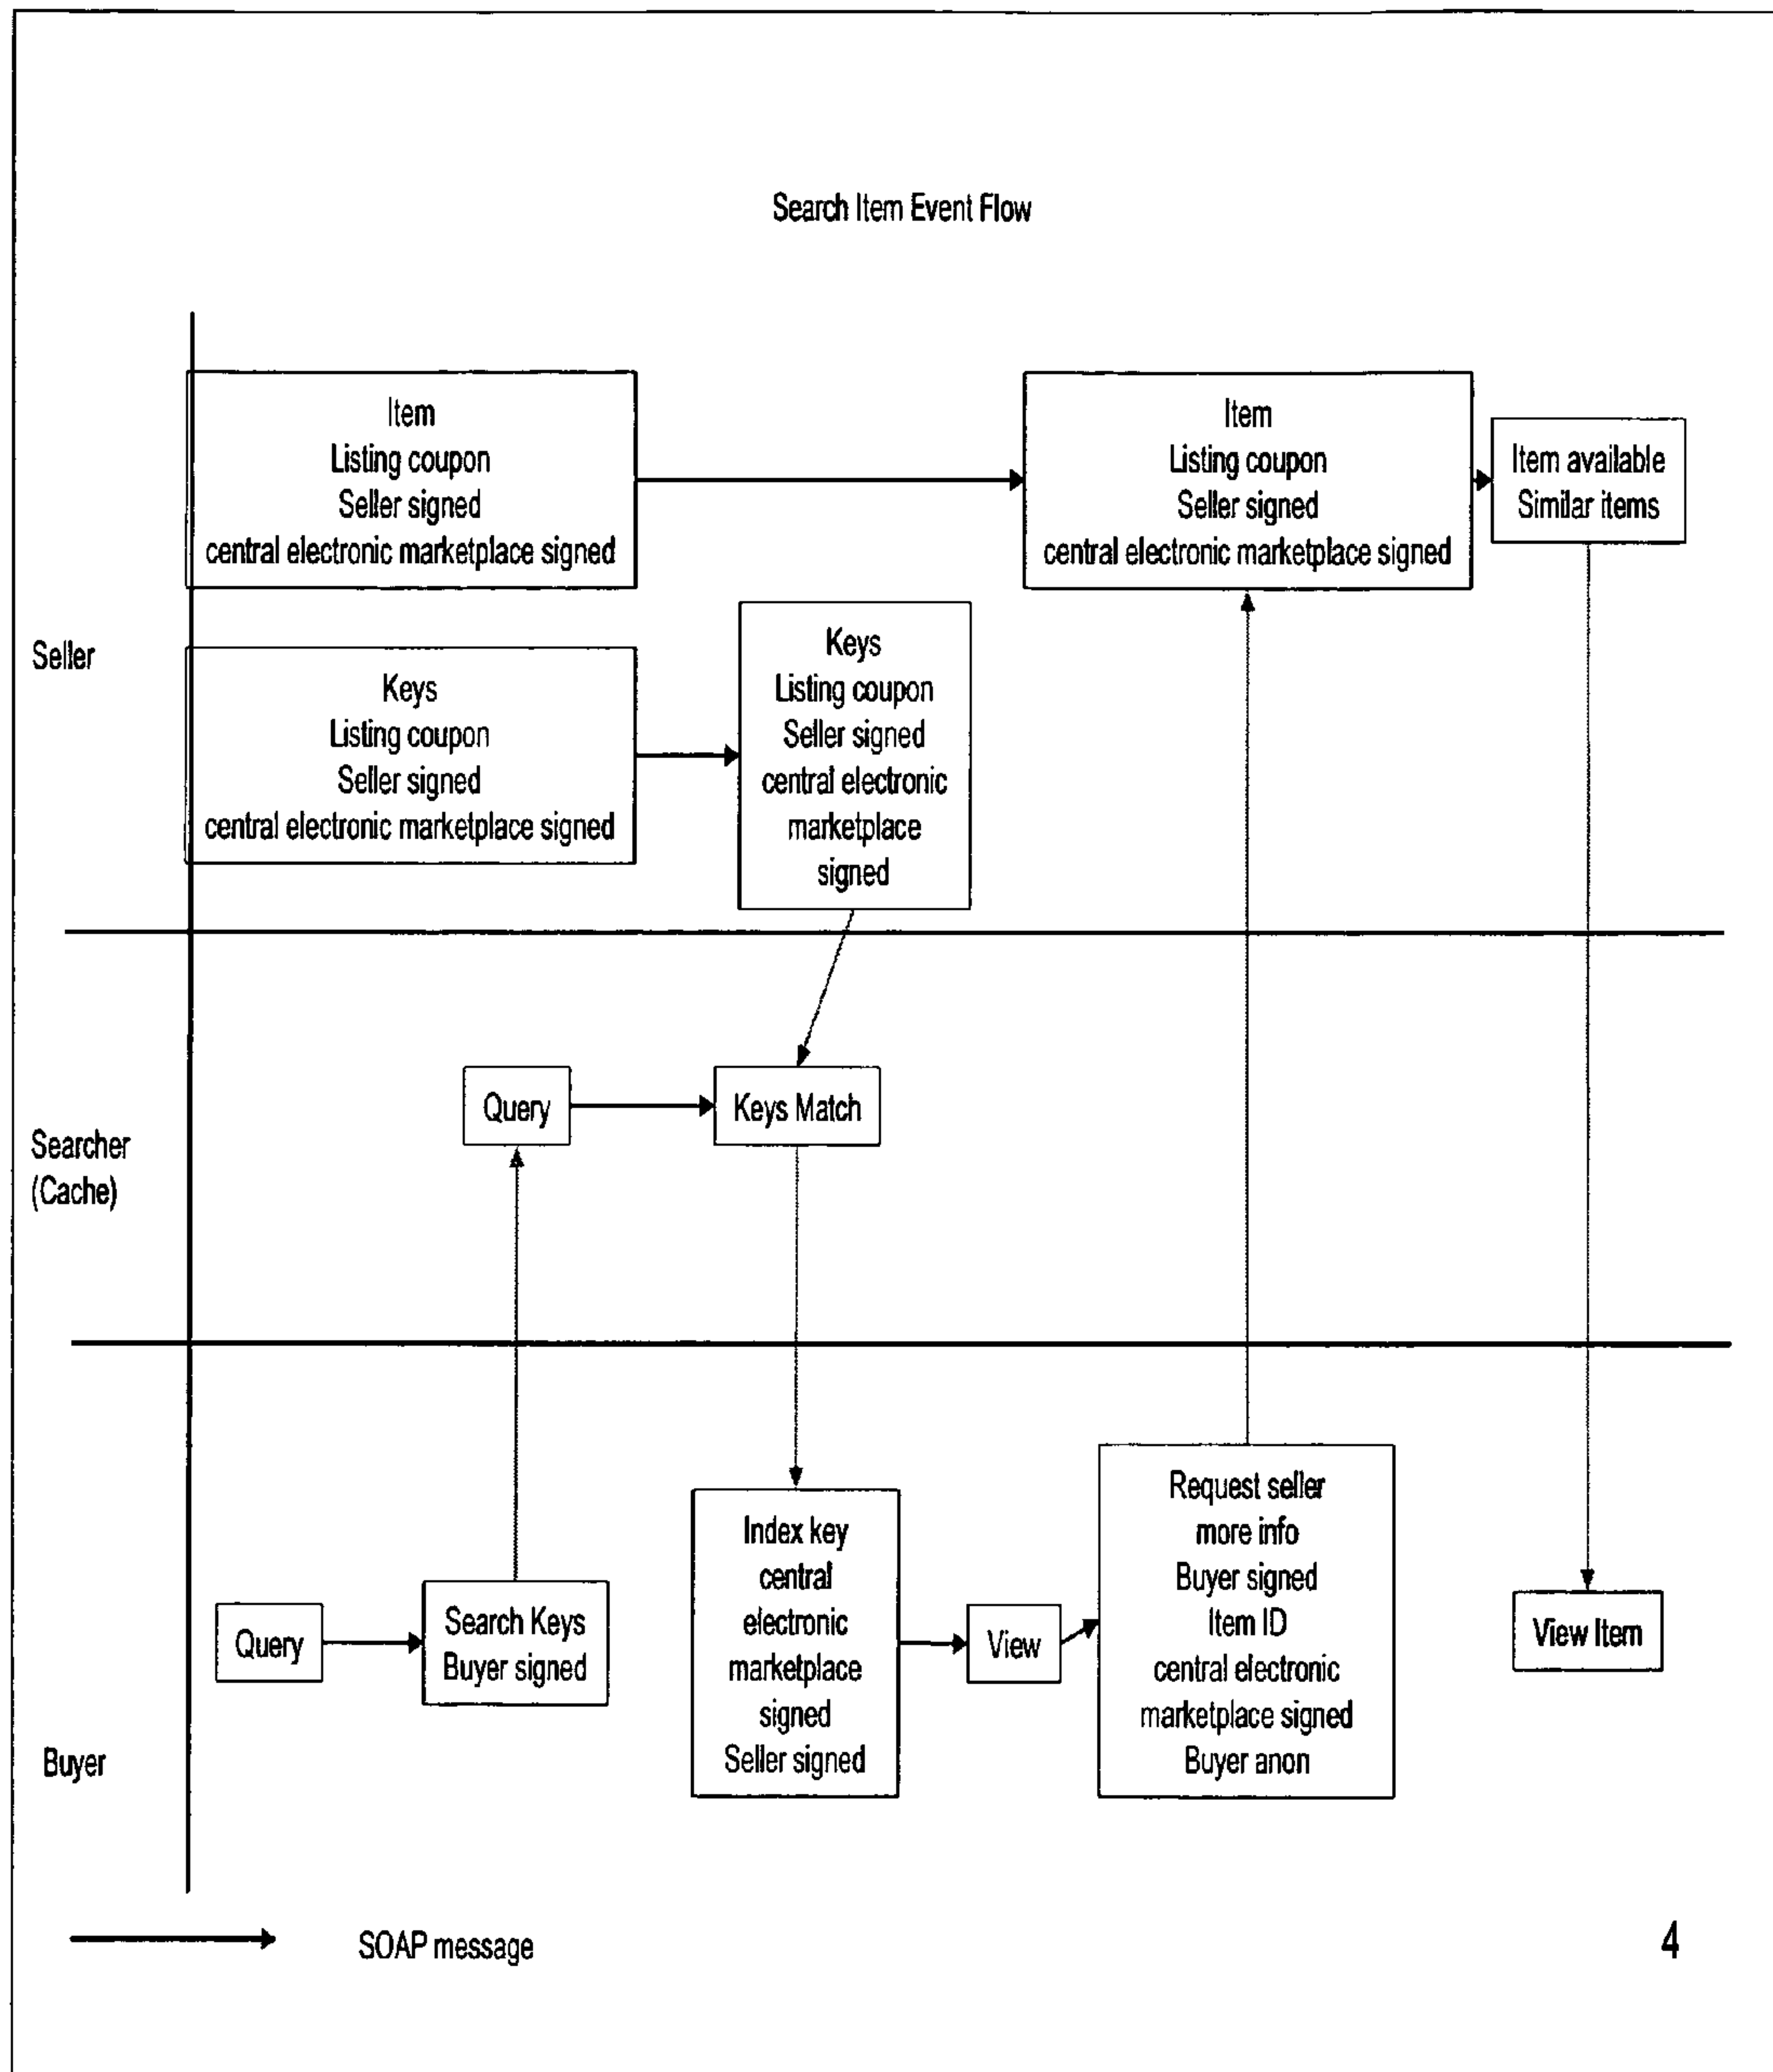 Search Item Event Flow
Item
Listing coupon
Seller signed
central electronic marketplace signed
Item
Listing coupon
Seller signed
central electronic marketplace signed
Item available
Similar items
Seller
Keys
Listing coupon
Seller signed
central electronic marketplace signed
Keys
Listing coupon
Seller signed
central electronic
marketplace
signed
Searcher
(Cache)
Query
Keys Match
Buyer
Query
Search Keys
Buyer signed
Index key
central
electronic
marketplace
signed
Seller signed
View
Request seller
more info
Buyer signed
Item ID
central electronic
marketplace signed
Buyer anon
View Item
SOAP message
4